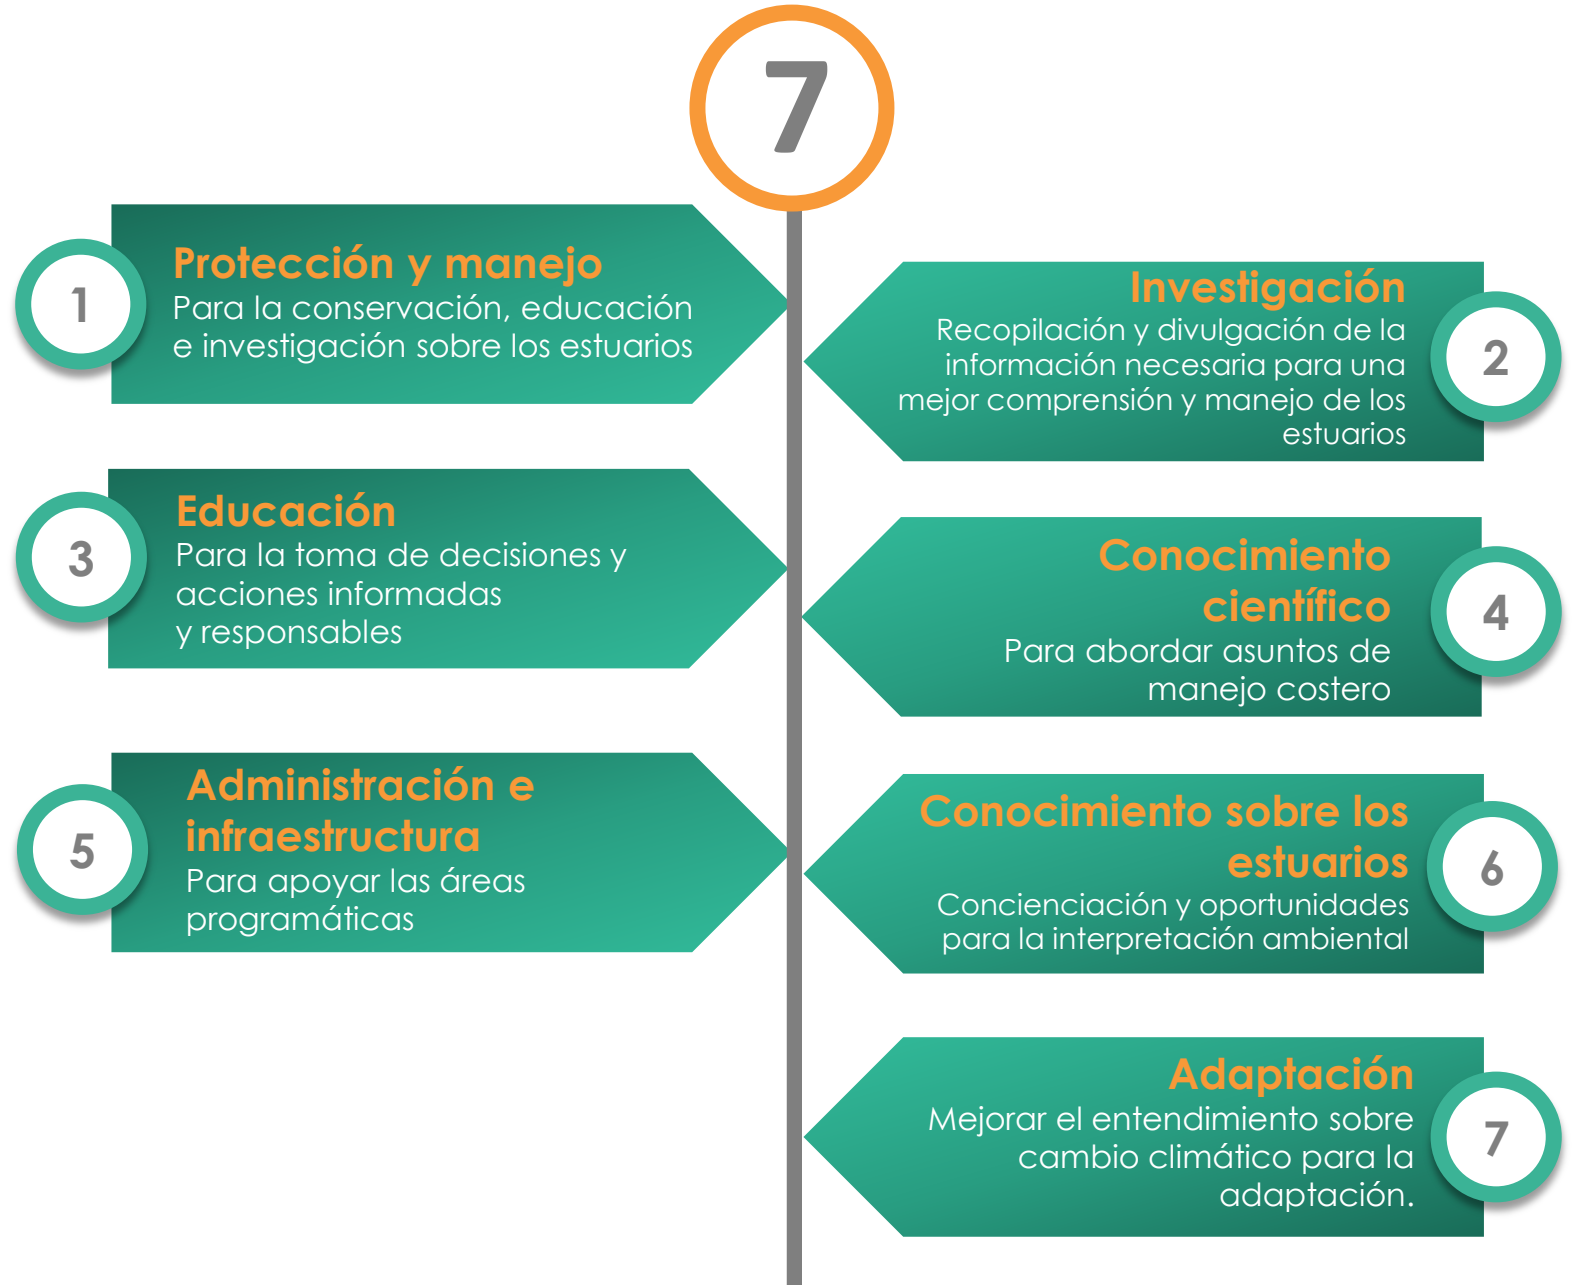 7
1
Protección y manejo
Para la conservación, educación
e investigación sobre los estuarios
Investigación
Recopilación y divulgación de la
información necesaria para una
mejor comprensión y manejo de los
estuarios
2
3
Educación
Para la toma de decisiones y
acciones informadas
y responsables
Conocimiento
científico
Para abordar asuntos de
manejo costero
4
5
Administración e
infraestructura
Para apoyar las áreas
programáticas
Conocimiento sobre los
estuarios
Concienciación y oportunidades
para la interpretación ambiental
6
Adaptación
Mejorar el entendimiento sobre
cambio climático para la
adaptación.
7